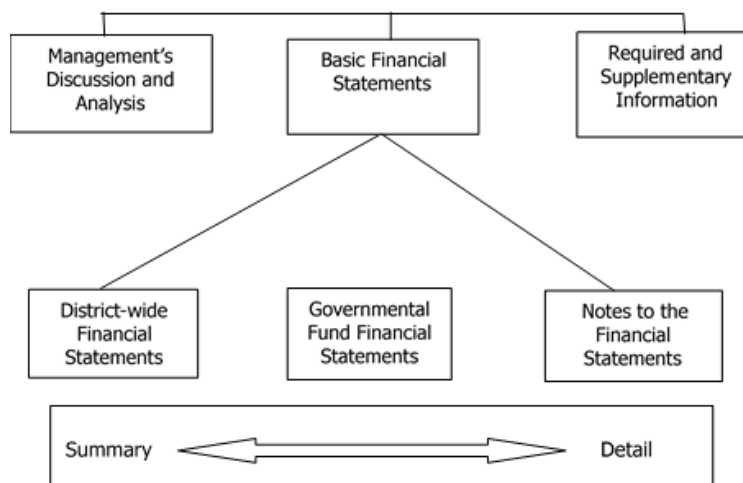 Management's
Discussion and
Analysis
Basic Financial
Statements
Required and
Supplementary
Information
District-wide
Financial
Statements
Governmental
Fund Financial
Statements
Notes to the
Financial
Statements
Summary
Detail